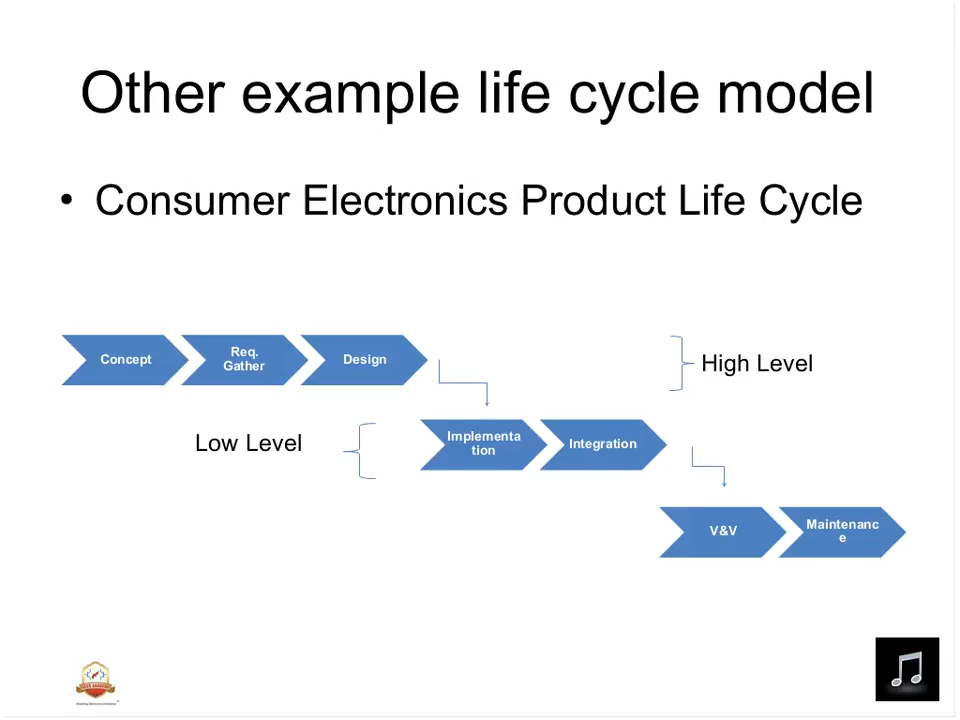 Other example life cycle model
• Consumer Electronics Product Life Cycle
Concept
Req.
Gather
Design
High Level
Low Level
Implementa
tion
Integration
V&V
Maintenanc
e